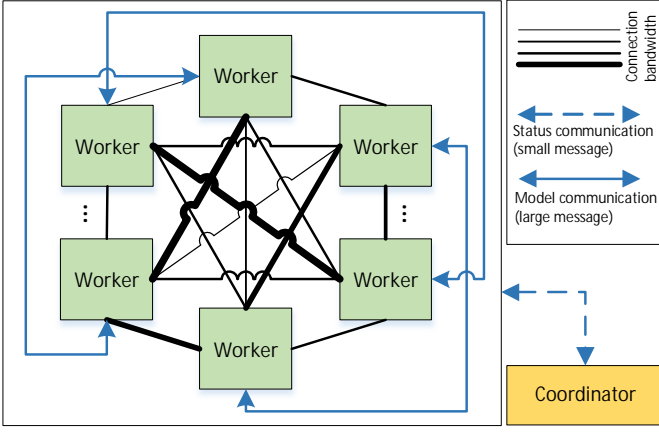 Worker
Worker
Worker
Worker
Worker
Worker
...
...
Connection
bandwidth
Status communication
(small message)
Model communication
(large message)
Coordinator